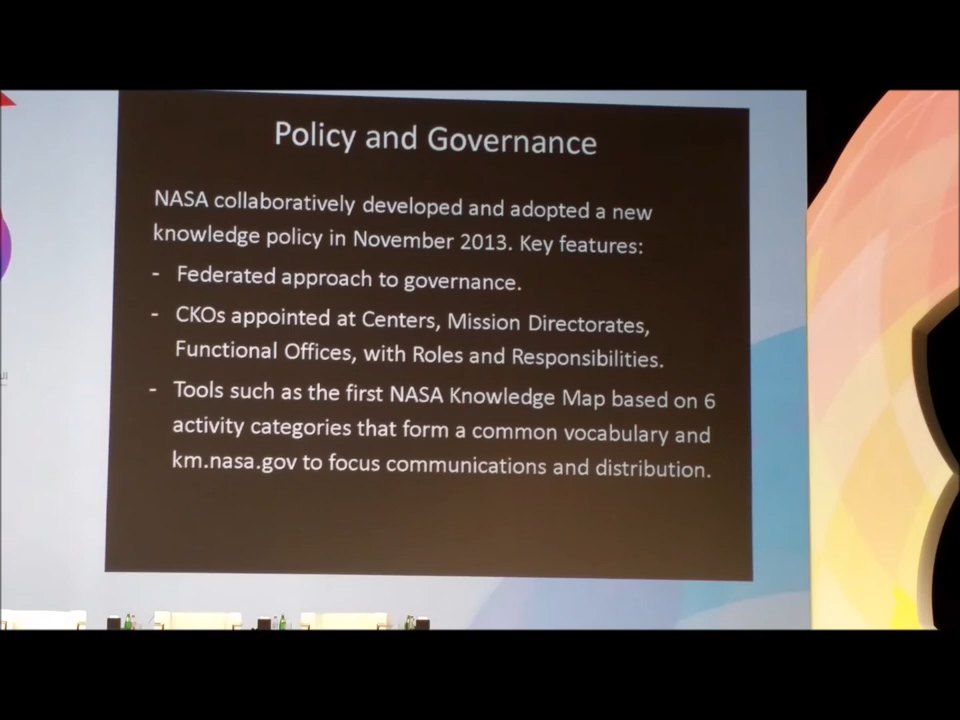 Policy and Governance
NASA collaboratively developed and adopted a new
knowledge policy in November 2013. Key features:
- Federated approach to governance.
- CKOs appointed at Centers, Mission Directorates,
Functional Offices, with Roles and Responsibilities.
- Tools such as the first NASA Knowledge Map based on 6
activity categories that form a common vocabulary and
km.nasa.gov to focus communications and distribution.